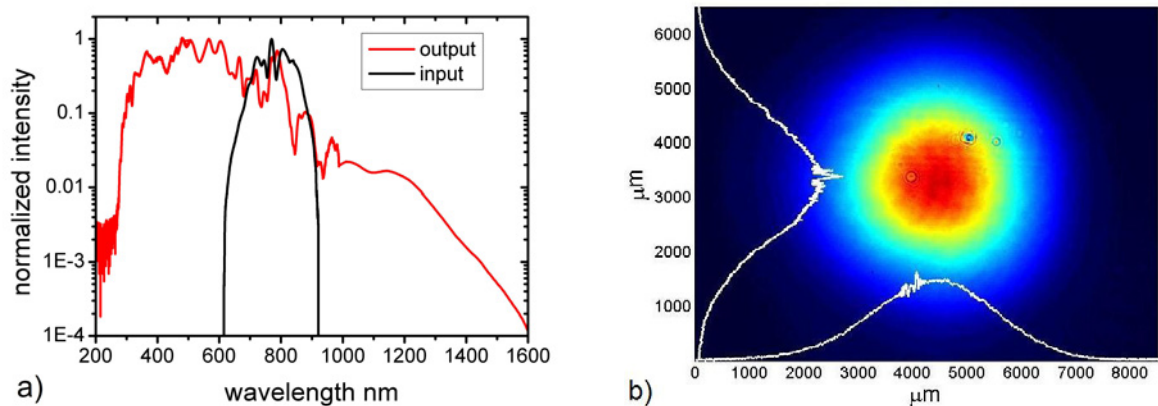 1
0.1
0.01
1E-3
1E-4
normalized intensity
output
input
200 400 600 800 1000 1200 1400 1600
wavelength nm
a)
6000
5000
4000
3000
2000
1000
μm
0 1000 2000 3000 4000 5000 6000 7000 8000
μm
b)